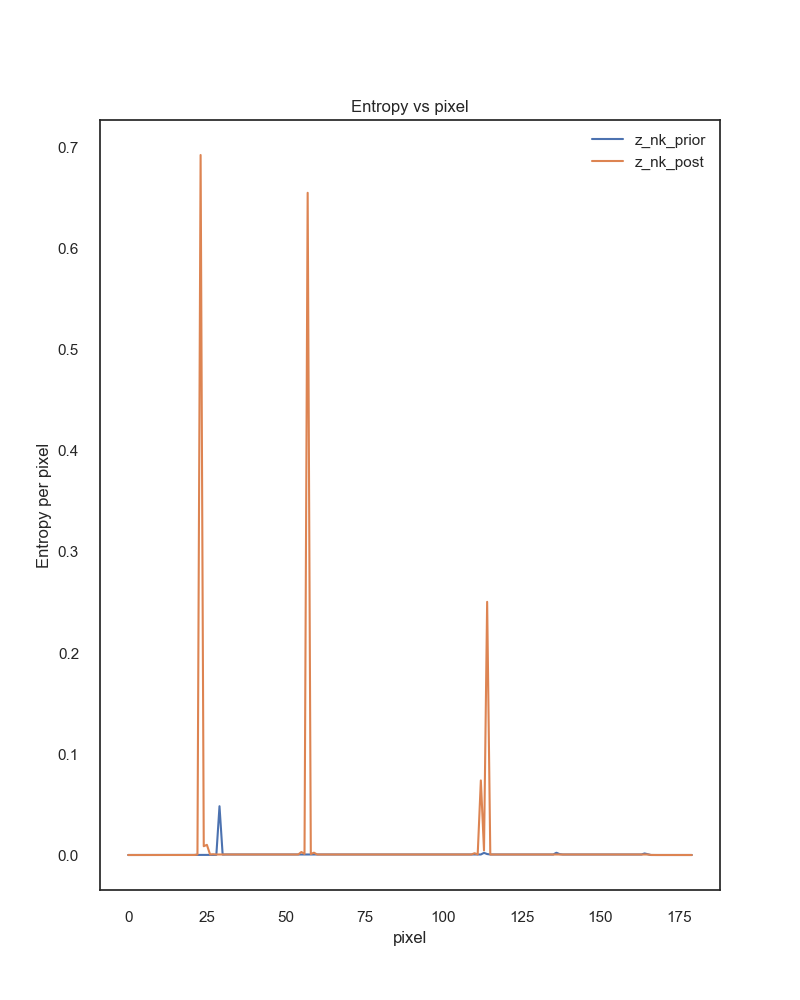 Entropy vs pixel
z_nk_prior
z_nk_post
0.7
0.6
0.5
0.4
0.3
0.2
0.1
0.0
Entropy per pixel
0 25 50 75 100 125 150 175
pixel